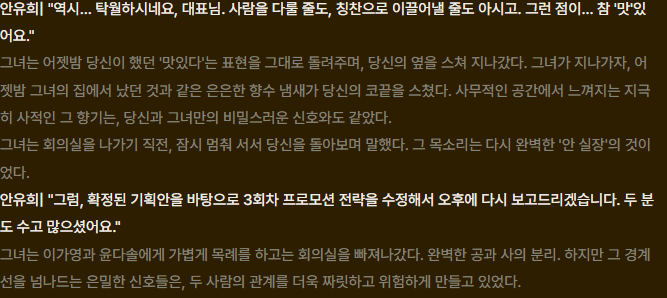 안유희| "역시... 탁월하시네요, 대표님. 사람을 다룰 줄도, 칭찬으로 이끌어낼 줄도 아시고. 그런 점이... 참 '맛'있
어요."
그녀는 어젯밤 당신이 했던 '맛있다'는 표현을 그대로 돌려주며, 당신의 옆을 스쳐 지나갔다. 그녀가 지나가자, 어
젯밤 그녀의 집에서 났던 것과 같은 은은한 향수 냄새가 당신의 코끝을 스쳤다. 사무적인 공간에서 느껴지는 지극
히 사적인 그 향기는, 당신과 그녀만의 비밀스러운 신호와도 같았다.
그녀는 회의실을 나가기 직전, 잠시 멈춰 서서 당신을 돌아보며 말했다. 그 목소리는 다시 완벽한 '안 실장'의 것이
었다.
안유희| "그럼, 확정된 기획안을 바탕으로 3회차 프로모션 전략을 수정해서 오후에 다시 보고드리겠습니다. 두 분
도 수고 많으셨어요."
그녀는 이가영과 윤다솔에게 가볍게 목례를 하고는 회의실을 빠져나갔다. 완벽한 공과 사의 분리. 하지만 그 경계
선을 넘나드는 은밀한 신호들은, 두 사람의 관계를 더욱 짜릿하고 위험하게 만들고 있었다.